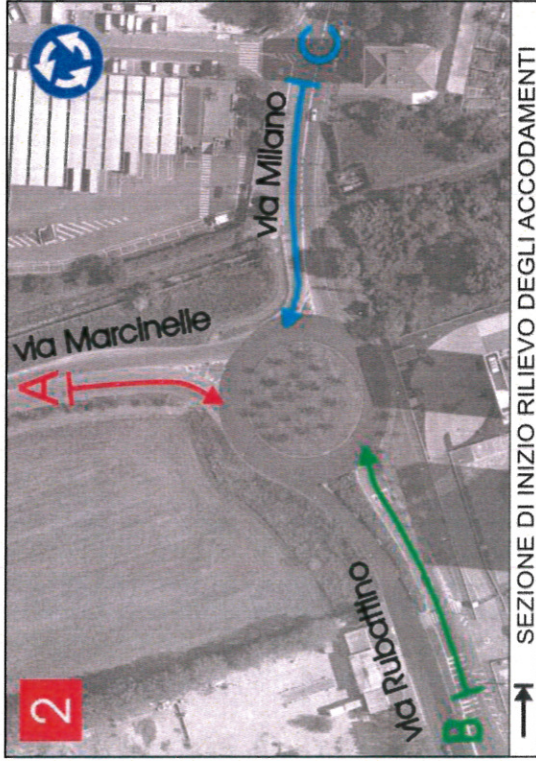 2
A
via Marcinelle
via Milano
C
via Rubattino
B
SEZIONE DI INIZIO RILIEVO DEGLI ACCODAMENTI